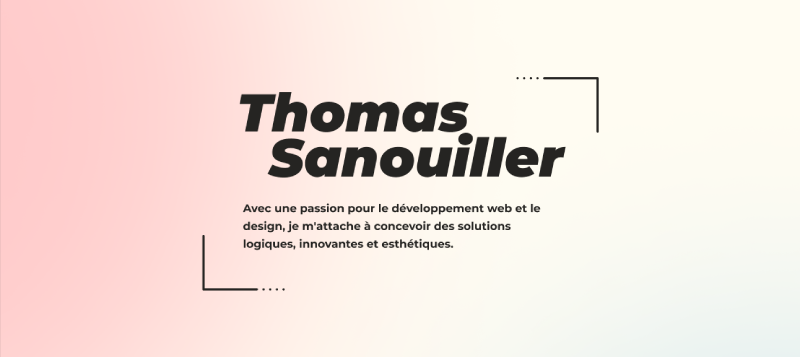 Thomas
Sanouiller
Avec une passion pour le développement web et le
design, je m'attache à concevoir des solutions
logiques, innovantes et esthétiques.